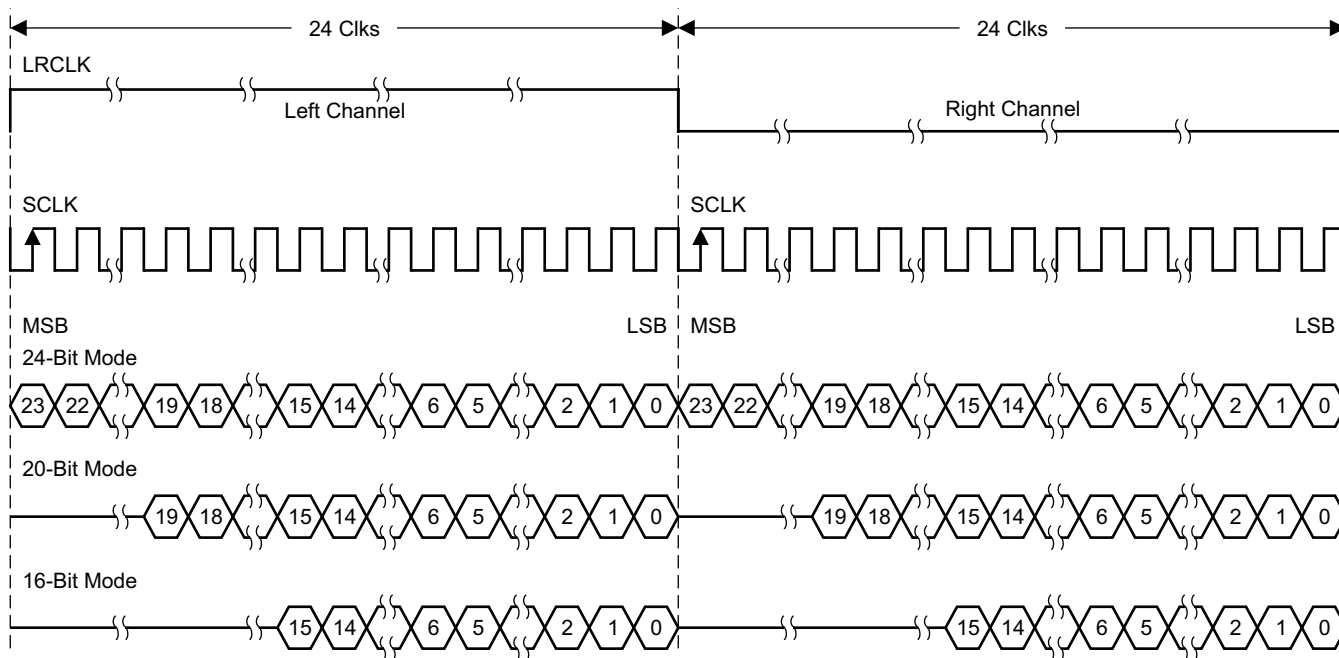 24 Clks 24 Clks
LRCLK
Left Channel Right Channel
SCLK SCLK
MSB LSB MSB LSB
24-Bit Mode
23 22 19 18 15 14 6 5 2 1 0 23 22 19 18 15 14 6 5 2 1 0
20-Bit Mode
19 18 15 14 6 5 2 1 0 19 18 15 14 6 5 2 1 0
16-Bit Mode
15 14 6 5 2 1 0 15 14 6 5 2 1 0